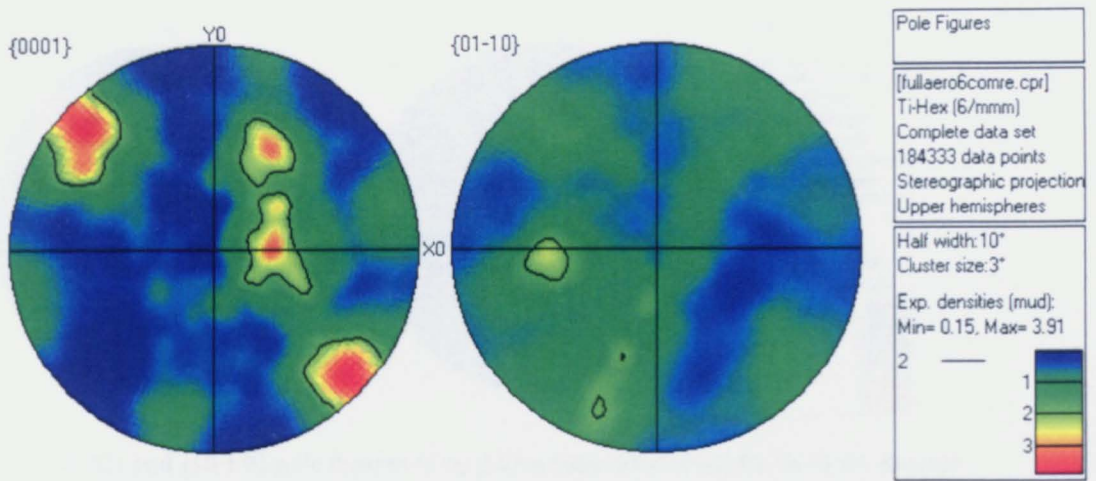 {0001}
Y0
X0
{01-10}
Pole Figures
[fullaero6comre.cpr]
Ti-Hex (6/mmm)
Complete data set
184333 data points
Stereographic projection
Upper hemispheres
Half width:10°
Cluster size:3°
Exp. densities (mud):
Min= 0.15, Max= 3.91
2
1
2
3